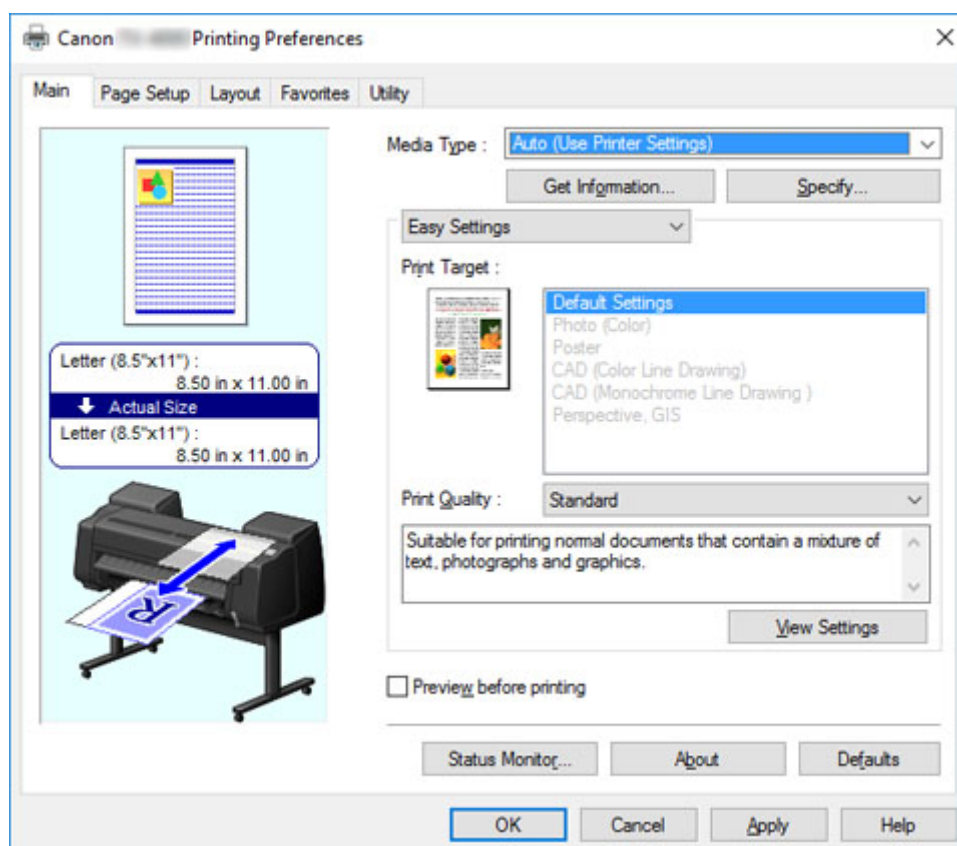 Canon Printing Preferences
Main Page Setup Layout Favorites Utility
Media Type : Auto (Use Printer Settings)
Get Information... Specify...
Easy Settings
Print Target :
Default Settings
Photo (Color)
Poster
CAD (Color Line Drawing)
CAD (Monochrome Line Drawing )
Perspective, GIS
Letter (8.5"x11") :
8.50 in x 11.00 in
Actual Size
Letter (8.5"x11") :
8.50 in x 11.00 in
R
Print Quality : Standard
Suitable for printing normal documents that contain a mixture of
text, photographs and graphics.
View Settings
Preview before printing
Status Monitor... About Defaults
OK Cancel Apply Help